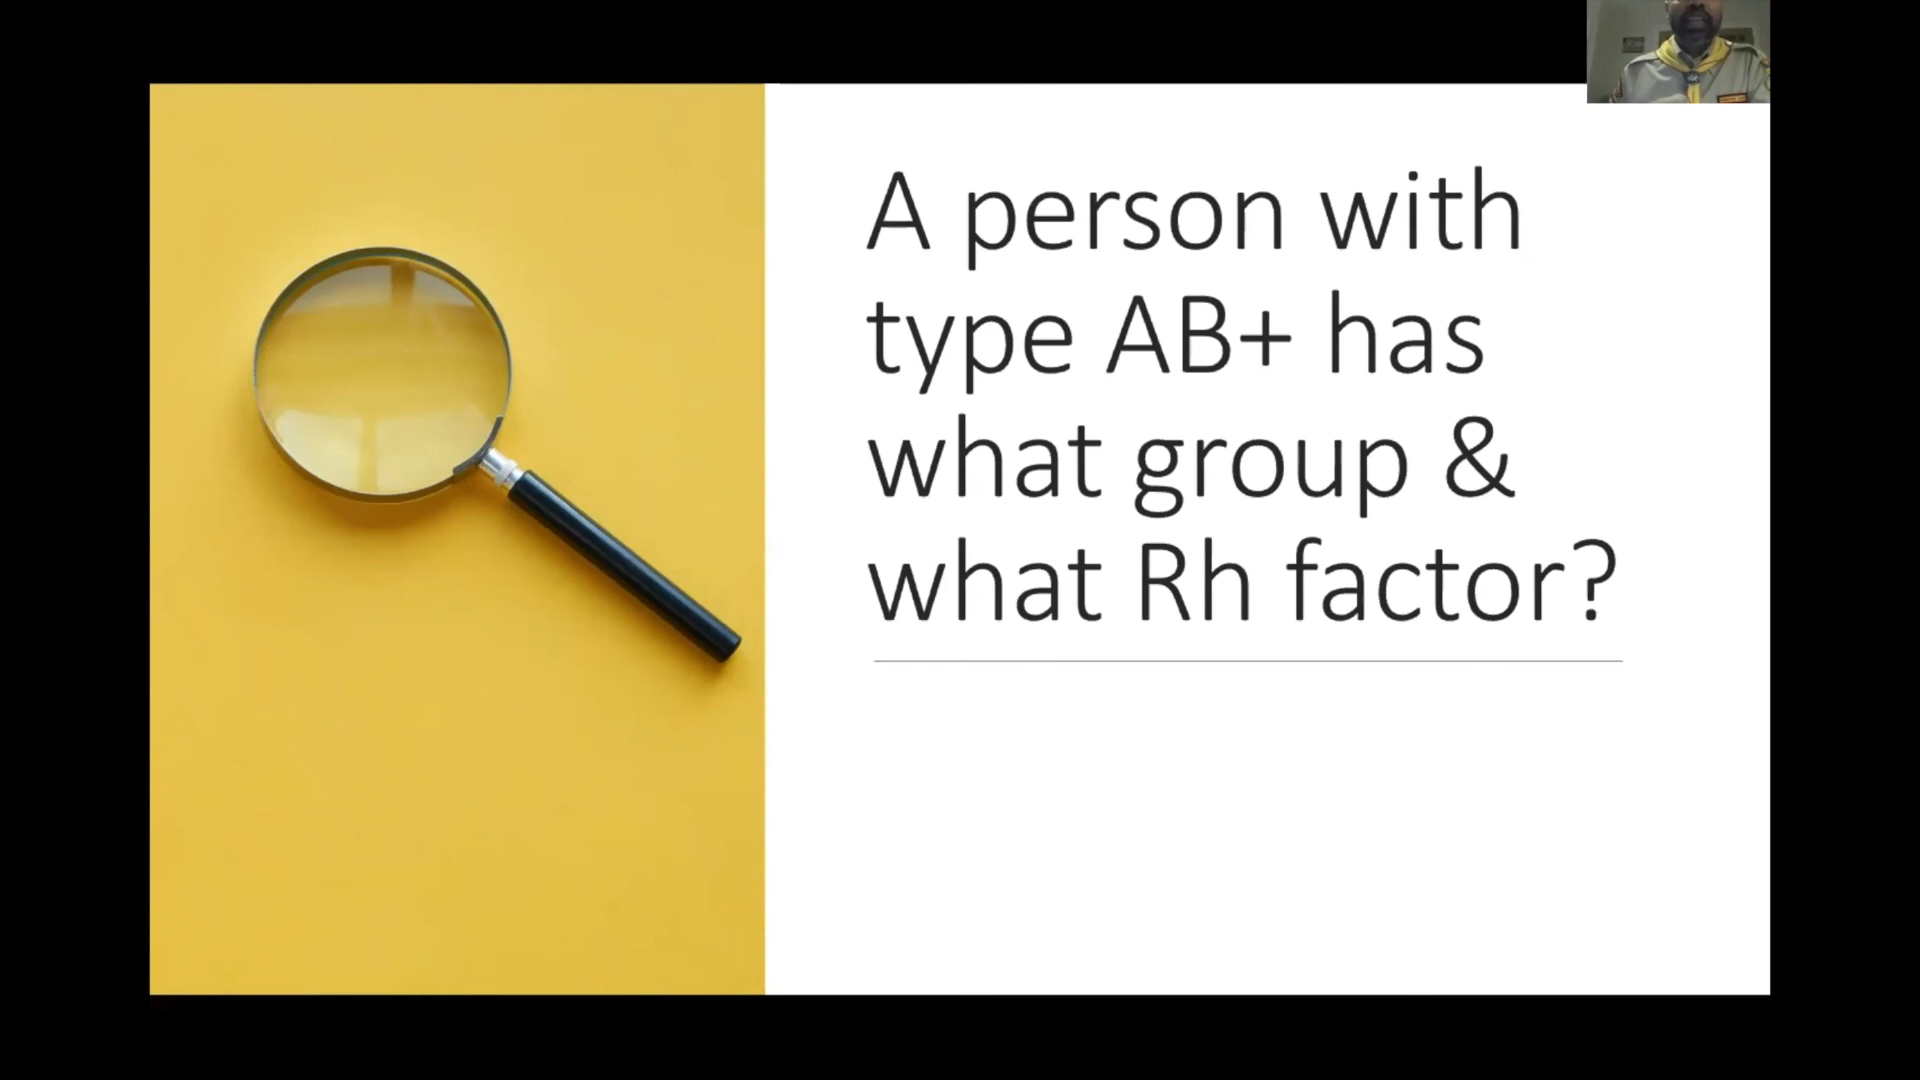 A person with
type AB+ has
what group &
what Rh factor?